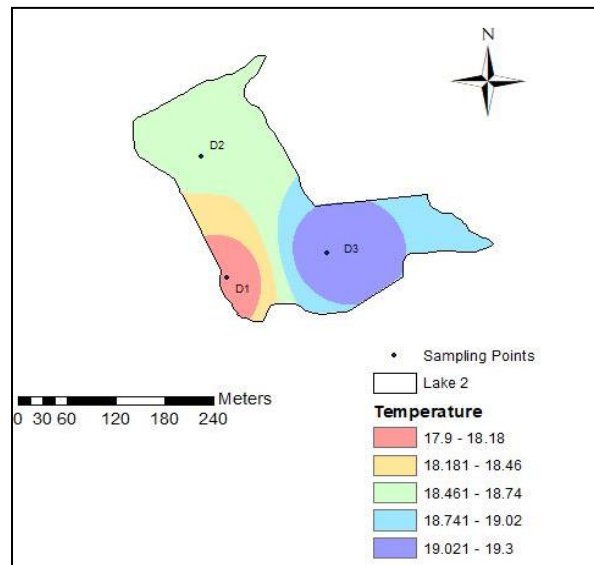 N
D2
D3
D1
Sampling Points
Lake 2
Meters
0 30 60 120 180 240
Temperature
17.9 - 18.18
18.181 - 18.46
18.461 - 18.74
18.741 - 19.02
19.021 - 19.3